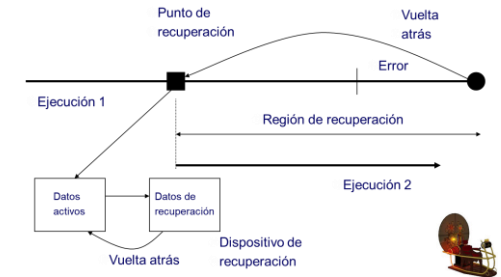 Punto de
recuperación
Vuelta
atrás
Error
Ejecución 1
Región de recuperación
Ejecución 2
Datos
activos
Datos de
recuperación
Vuelta atrás
Dispositivo de
recuperación